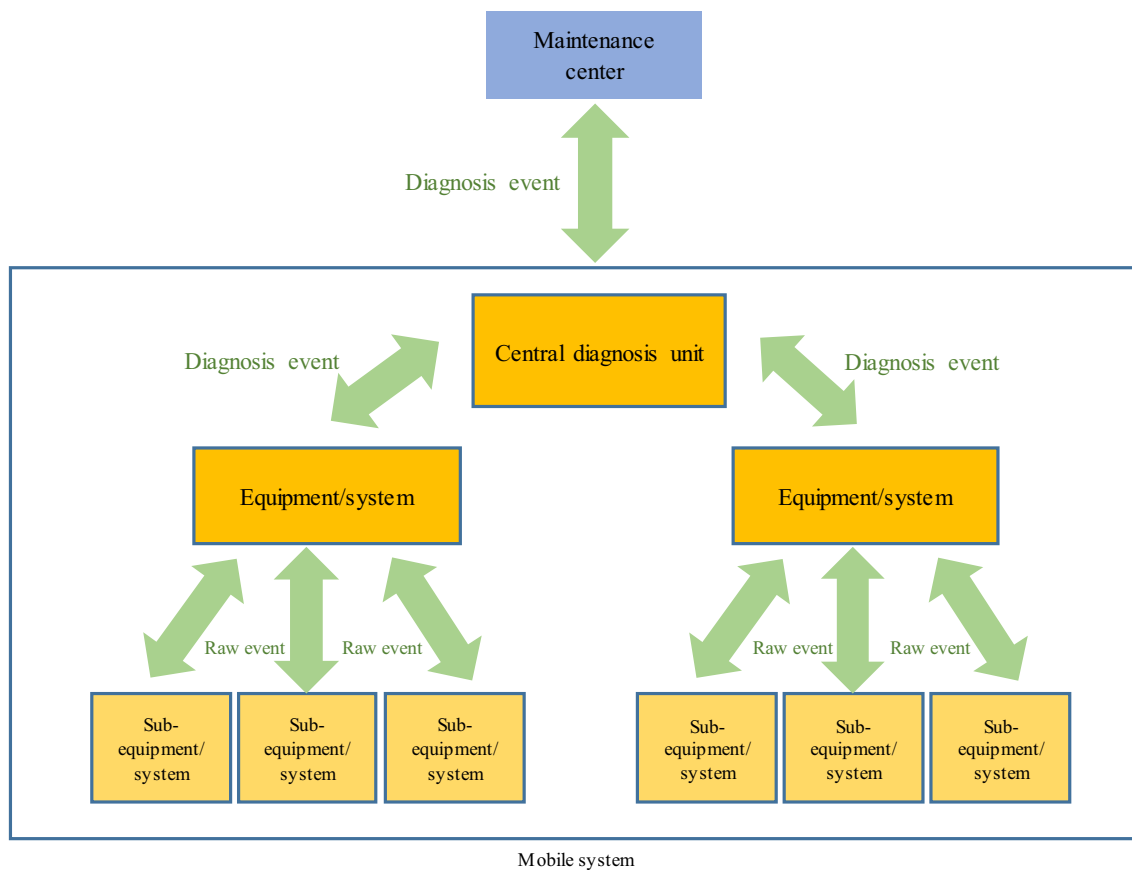 Maintenance
center
Diagnosis event
Central diagnosis unit
Diagnosis event
Diagnosis event
Equipment/system
Equipment/system
Raw event
Raw event
Raw event
Raw event
Sub-
equipment/
system
Sub-
equipment/
system
Sub-
equipment/
system
Sub-
equipment/
system
Sub-
equipment/
system
Sub-
equipment/
system
Mobile system